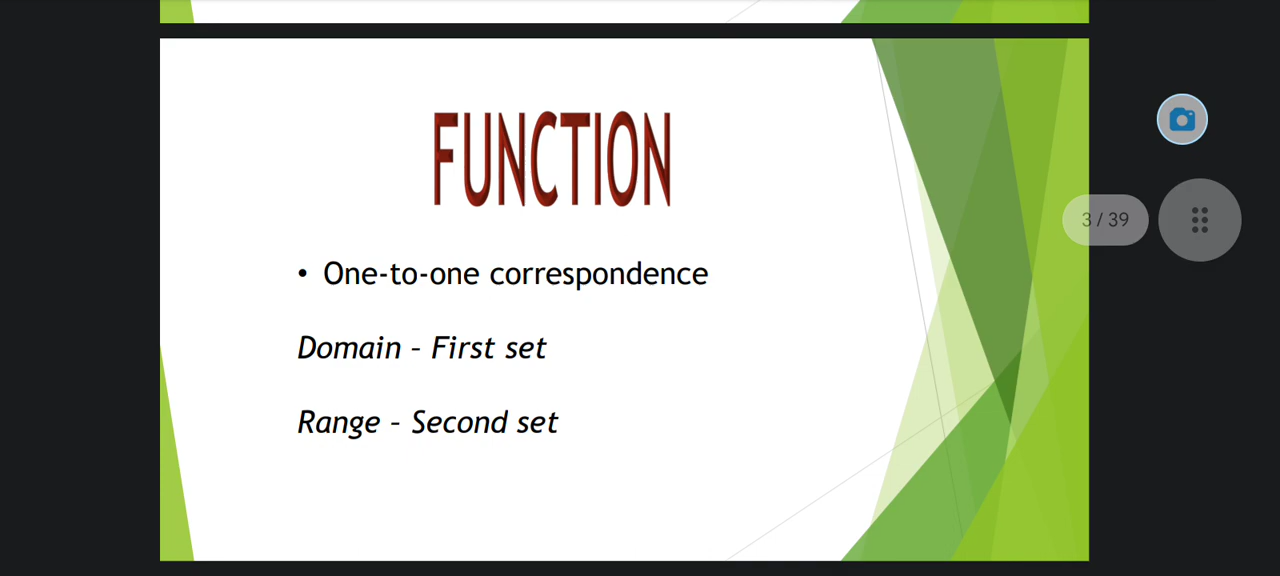 FUNCTION
• One-to-one correspondence
3 / 39
Domain – First set
Range – Second set